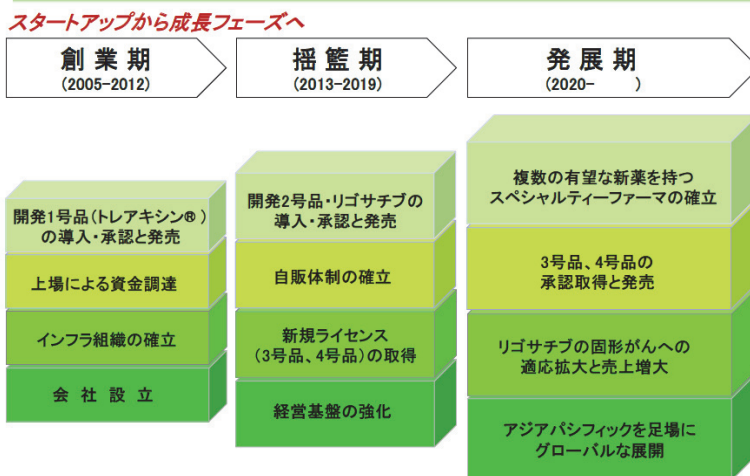 スタートアップから成長フェーズへ
創業期
(2005-2012)
揺籃期
(2013-2019)
発展期
(2020-　　)
開発1号品(トレアキシン®)
の導入・承認と発売
上場による資金調達
インフラ組織の確立
会社設立
開発2号品・リゴサチブの
導入・承認と発売
自販体制の確立
新規ライセンス
(3号品、4号品)の取得
経営基盤の強化
複数の有望な新薬を持つ
スペシャルティーファーマの確立
3号品、4号品の
承認取得と発売
リゴサチブの固形がんへの
適応拡大と売上増大
アジアパシフィックを足場に
グローバルな展開